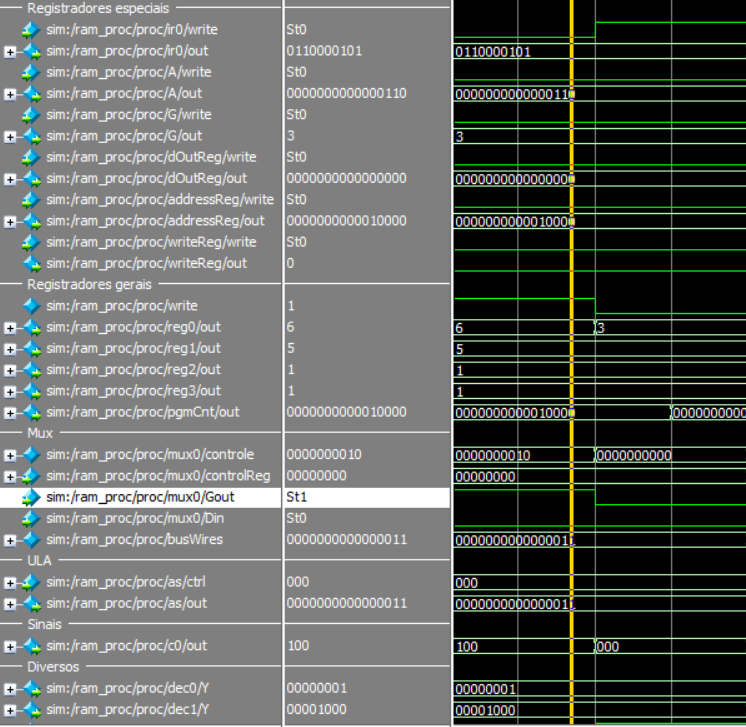 Registradores especiais
sim:/ram_proc/proc/ir0/write St0
sim:/ram_proc/proc/ir0/out 0110000101 0110000101
sim:/ram_proc/proc/A/write St0
sim:/ram_proc/proc/A/out 0000000000000110 000000000000011
sim:/ram_proc/proc/G/write St0
sim:/ram_proc/proc/G/out 3 3
sim:/ram_proc/proc/dOutReg/write St0
sim:/ram_proc/proc/dOutReg/out 0000000000000000 000000000000000
sim:/ram_proc/proc/addressReg/write St0
sim:/ram_proc/proc/addressReg/out 0000000000010000 000000000001000
sim:/ram_proc/proc/writeReg/write St0
sim:/ram_proc/proc/writeReg/out 0
Registradores gerais
sim:/ram_proc/proc/write 1
sim:/ram_proc/proc/reg0/out 6 6 3
sim:/ram_proc/proc/reg1/out 5 5
sim:/ram_proc/proc/reg2/out 1 1
sim:/ram_proc/proc/reg3/out 1 1
sim:/ram_proc/proc/pgmCnt/out 0000000000010000 000000000001000 0000000000
Mux
sim:/ram_proc/proc/mux0/controle 0000000010 0000000010 0000000000
sim:/ram_proc/proc/mux0/controlReg 00000000 00000000
sim:/ram_proc/proc/mux0/Gout St1
sim:/ram_proc/proc/mux0/Din St0
sim:/ram_proc/proc/busWires 0000000000000011 000000000000001
ULA
sim:/ram_proc/proc/as/ctrl 000 000
sim:/ram_proc/proc/as/out 0000000000000011 000000000000001
Sinais
sim:/ram_proc/proc/c0/out 100 100 000
Diversos
sim:/ram_proc/proc/dec0/Y 00000001 00000001
sim:/ram_proc/proc/dec1/Y 00001000 00001000